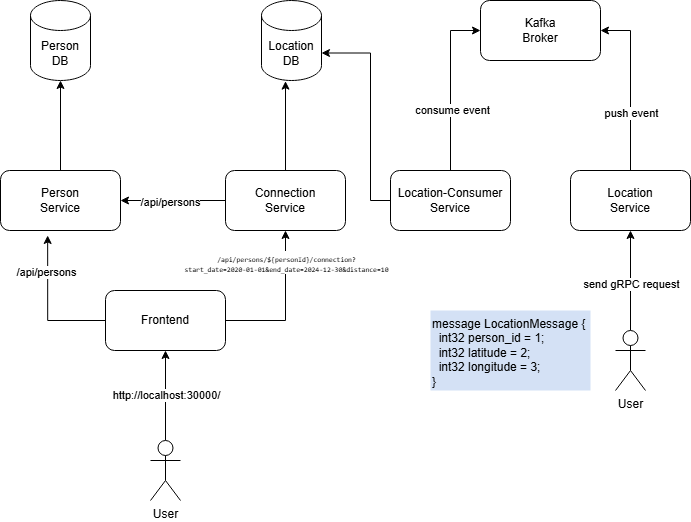 Person
DB
Location
DB
Kafka
Broker
consume event
push event
Person
Service
/api/persons
Connection
Service
Location-Consumer
Service
Location
Service
/api/persons
/api/persons/${personId}/connection?
start_date=2020-01-01&end_date=2024-12-30&distance=10
send gRPC request
Frontend
message LocationMessage {
int32 person_id = 1;
int32 latitude = 2;
int32 longitude = 3;
}
User
http://localhost:30000/
User